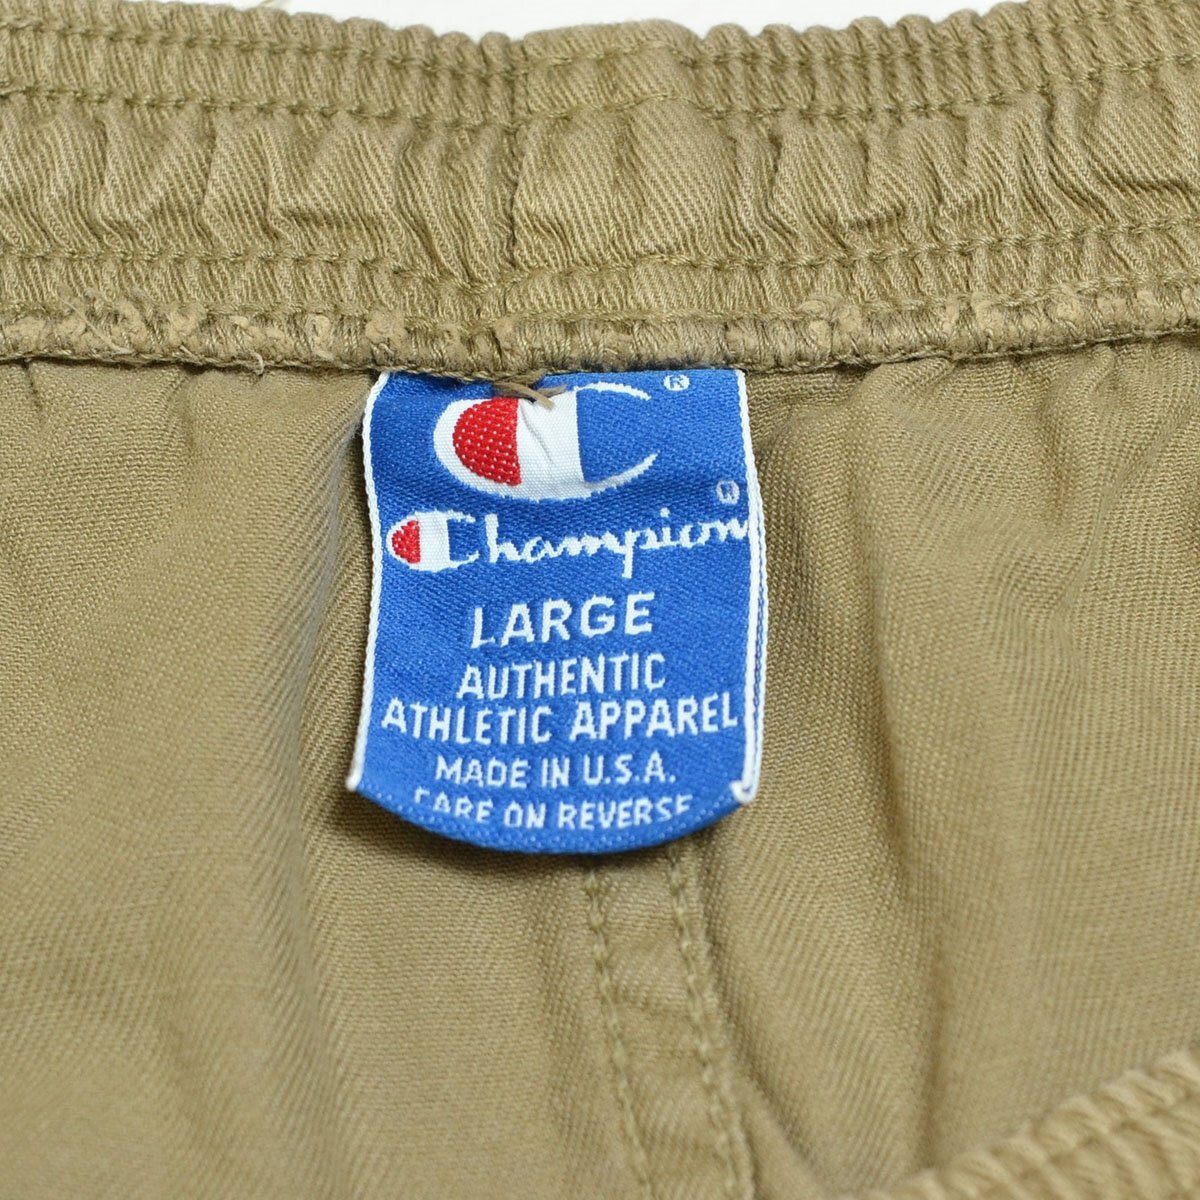 ®
Champion®
LARGE
AUTHENTIC
ATHLETIC APPAREL
MADE IN U.S.A.
CARE ON REVERSE